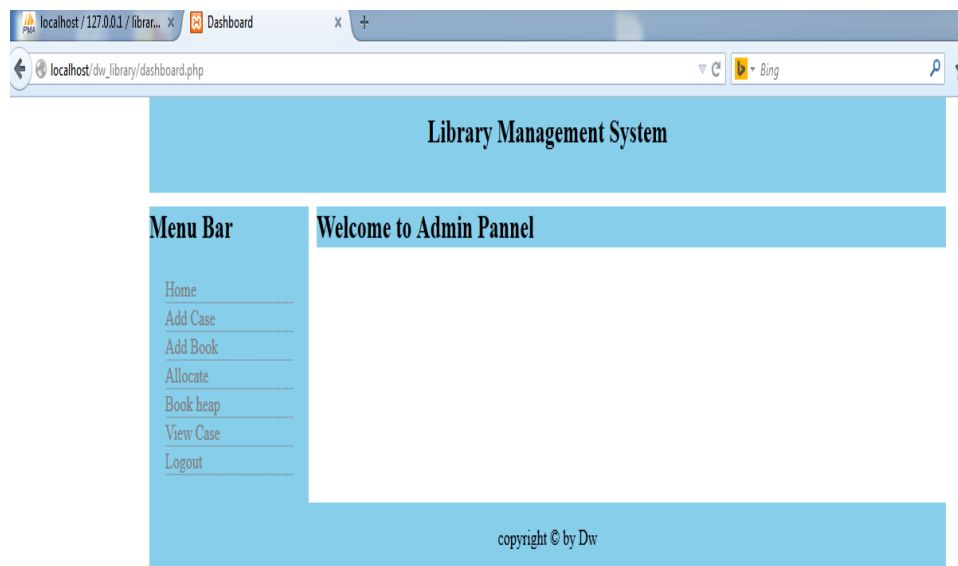 localhost / 127.0.0.1 / librar... × Dashboard × +
localhost/dw_library/dashboard.php Bing
Library Management System
Menu Bar
Welcome to Admin Pannel
Home
Add Case
Add Book
Allocate
Book heap
View Case
Logout
copyright © by Dw